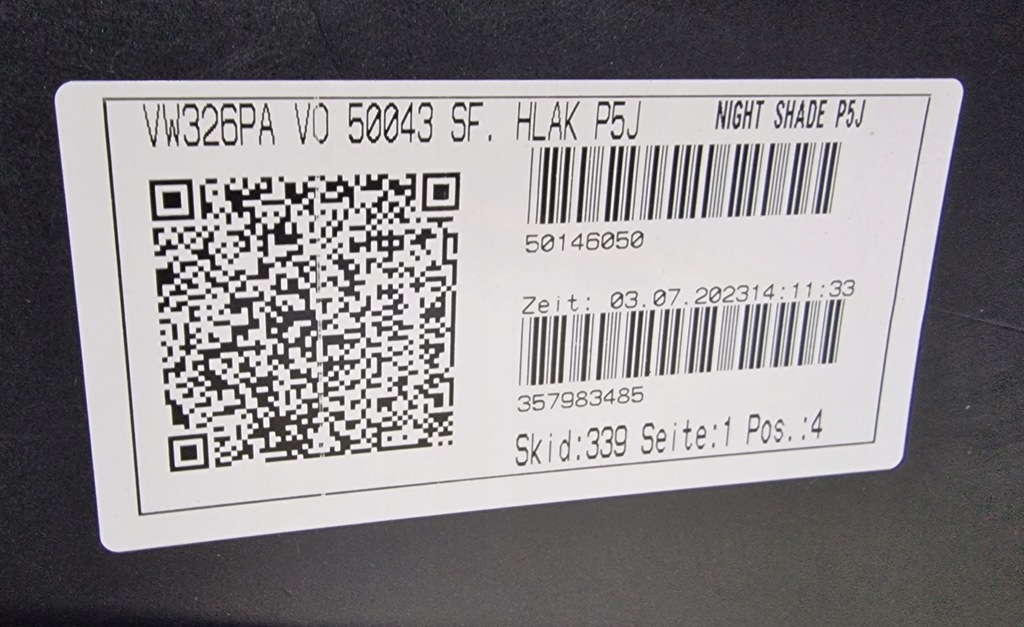 VW326PA VO 50043 SF. HLAK P5J
NIGHT SHADE P5J
50146050
Zeit: 03.07.202314:11:33
357983485
Skid:339 Seite:1 Pos.:4